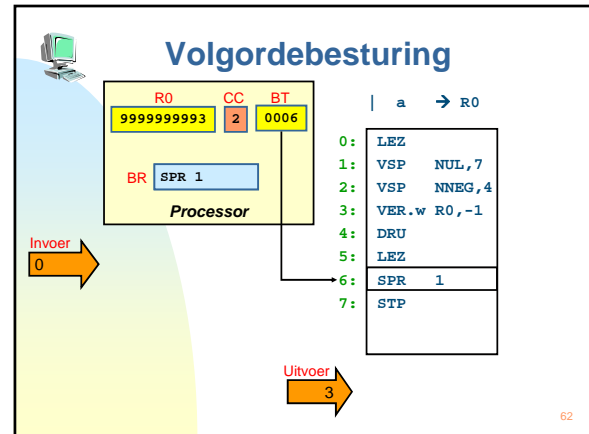 Volgordebesturing
R0 CC BT
9999999993 2 0006
BR SPR 1
Processor
Invoer
0
| a → R0
0: LEZ
1: VSP NUL,7
2: VSP NNEG,4
3: VER.w R0,-1
4: DRU
5: LEZ
6: SPR 1
7: STP
Uitvoer
3
62